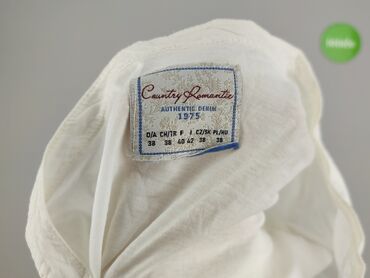 Country Romantic
AUTHENTIC DENIM
1975
D/A CH/TR F I CZ/SK PL/HU
38 38 40 42 38 38